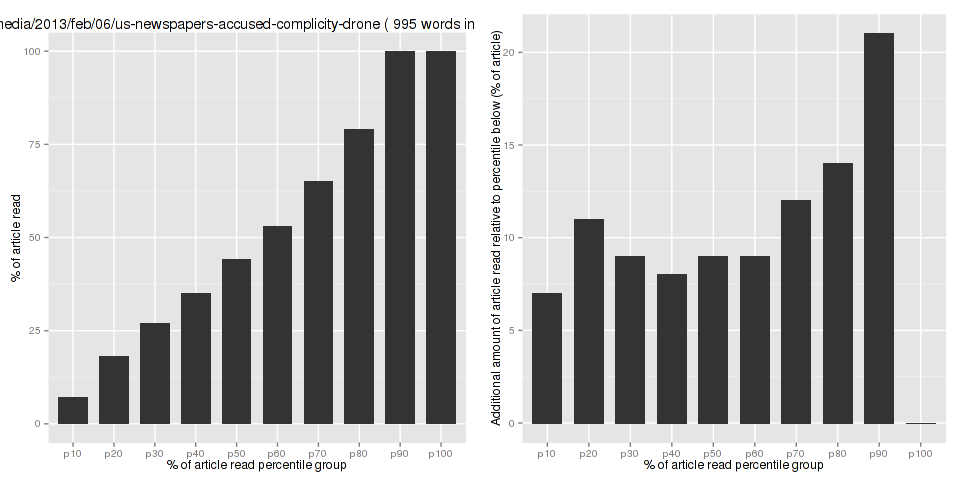 media/2013/feb/06/us-newspapers-accused-complicity-drone ( 995 words in
% of article read
100
75
50
25
0
p10 p20 p30 p40 p50 p60 p70 p80 p90 p100
% of article read percentile group
Additional amount of article read relative to percentile below (% of article)
20
15
10
5
0
p10 p20 p30 p40 p50 p60 p70 p80 p90 p100
% of article read percentile group